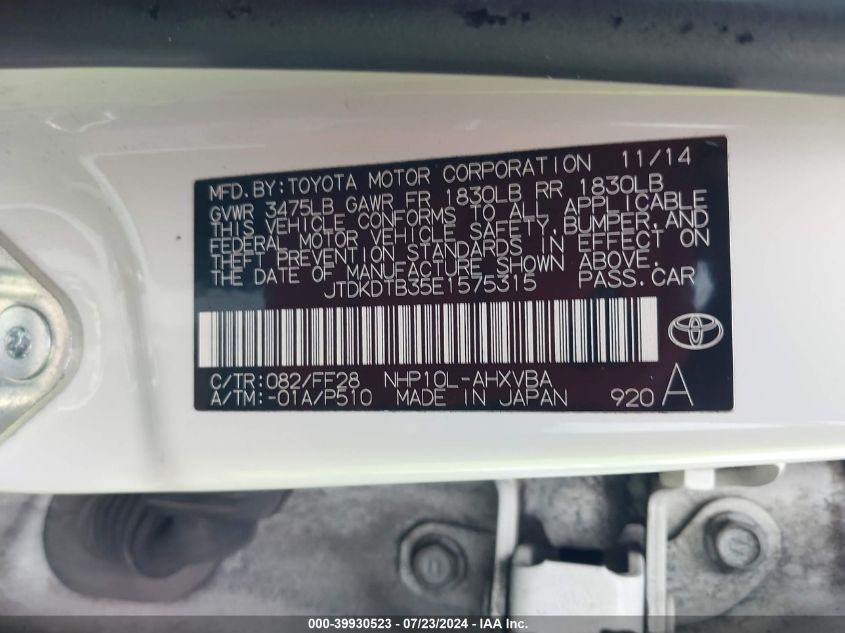 MFD. BY: TOYOTA MOTOR CORPORATION 11/14
GVWR 3475LB GAWR FR 1830LB RR 1830LB
THIS VEHICLE CONFORMS TO ALL APPLICABLE
FEDERAL MOTOR VEHICLE SAFETY, BUMPER, AND
THEFT PREVENTION STANDARDS IN EFFECT ON
THE DATE OF MANUFACTURE SHOWN ABOVE.
JTDKDTB35E1575315 PASS. CAR
C/TR: 082/FF28 NHP10L-AHXVBA
A/TM: -01A/P510 MADE IN JAPAN 920 A
000-39930523 / 07/23/2024 - IAA Inc.